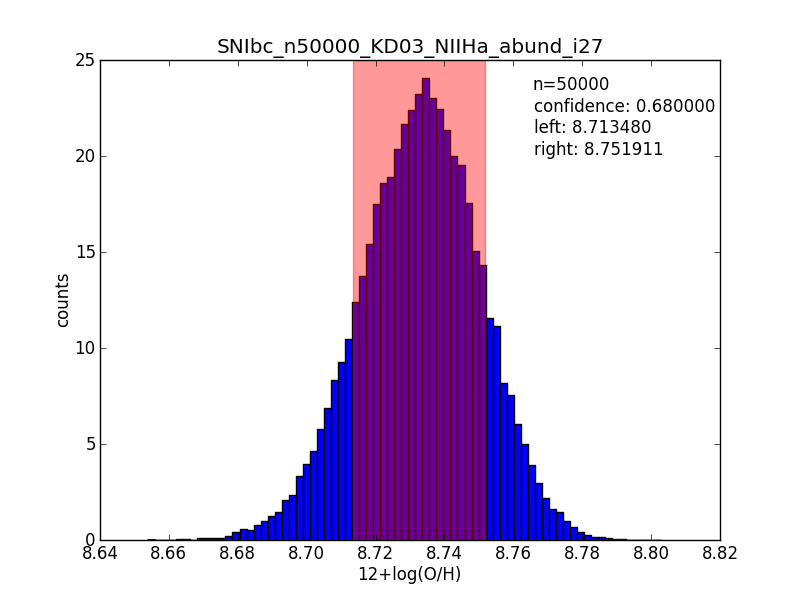 SNIbc_n50000_KD03_NIIHa_abund_i27
n=50000
confidence: 0.680000
left: 8.713480
right: 8.751911
counts
25
20
15
10
5
0
8.64 8.66 8.68 8.70 8.72 8.74 8.76 8.78 8.80 8.82
12+log(O/H)